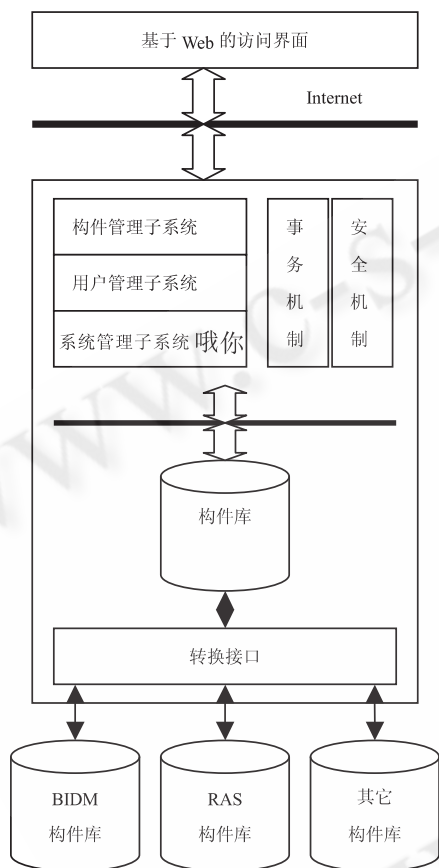 基于 Web 的访问界面
Internet
构件管理子系统
用户管理子系统
系统管理子系统 哦你
事务机制
安全机制
构件库
转换接口
BIDM
构件库
RAS
构件库
其它
构件库
www.c-s-